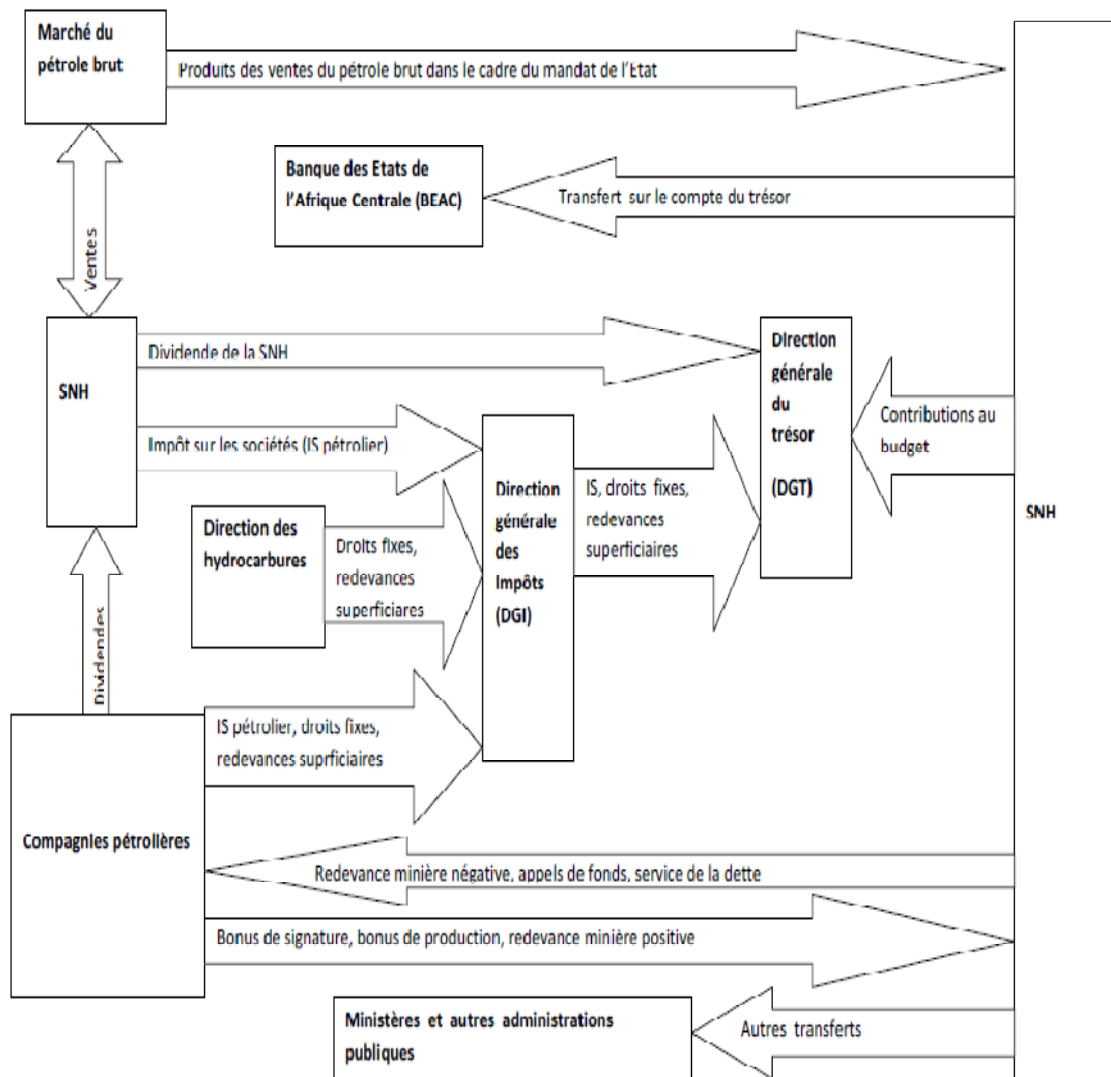 Marché du
pétrole brut
Produits des ventes du pétrole brut dans le cadre du mandat de l'Etat
Banque des Etats de
l'Afrique Centrale (BEAC)
Transfert sur le compte du trésor
Ventes
SNH
Dividende de la SNH
Direction
générale
du
trésor
(DGT)
Contributions au
budget
SNH
Impôt sur les sociétés (IS pétrolier)
Direction des
hydrocarbures
Droits fixes,
redevances
superficiares
Direction
générale
des
Impôts
(DGI)
IS, droits fixes,
redevances
superficiaires
Dividendes
IS pétrolier, droits fixes,
redevances suprficiaires
Compagnies pétrolières
Redevance minière négative, appels de fonds, service de la dette
Bonus de signature, bonus de production, redevance minière positive
Ministères et autres administrations
publiques
Autres transferts